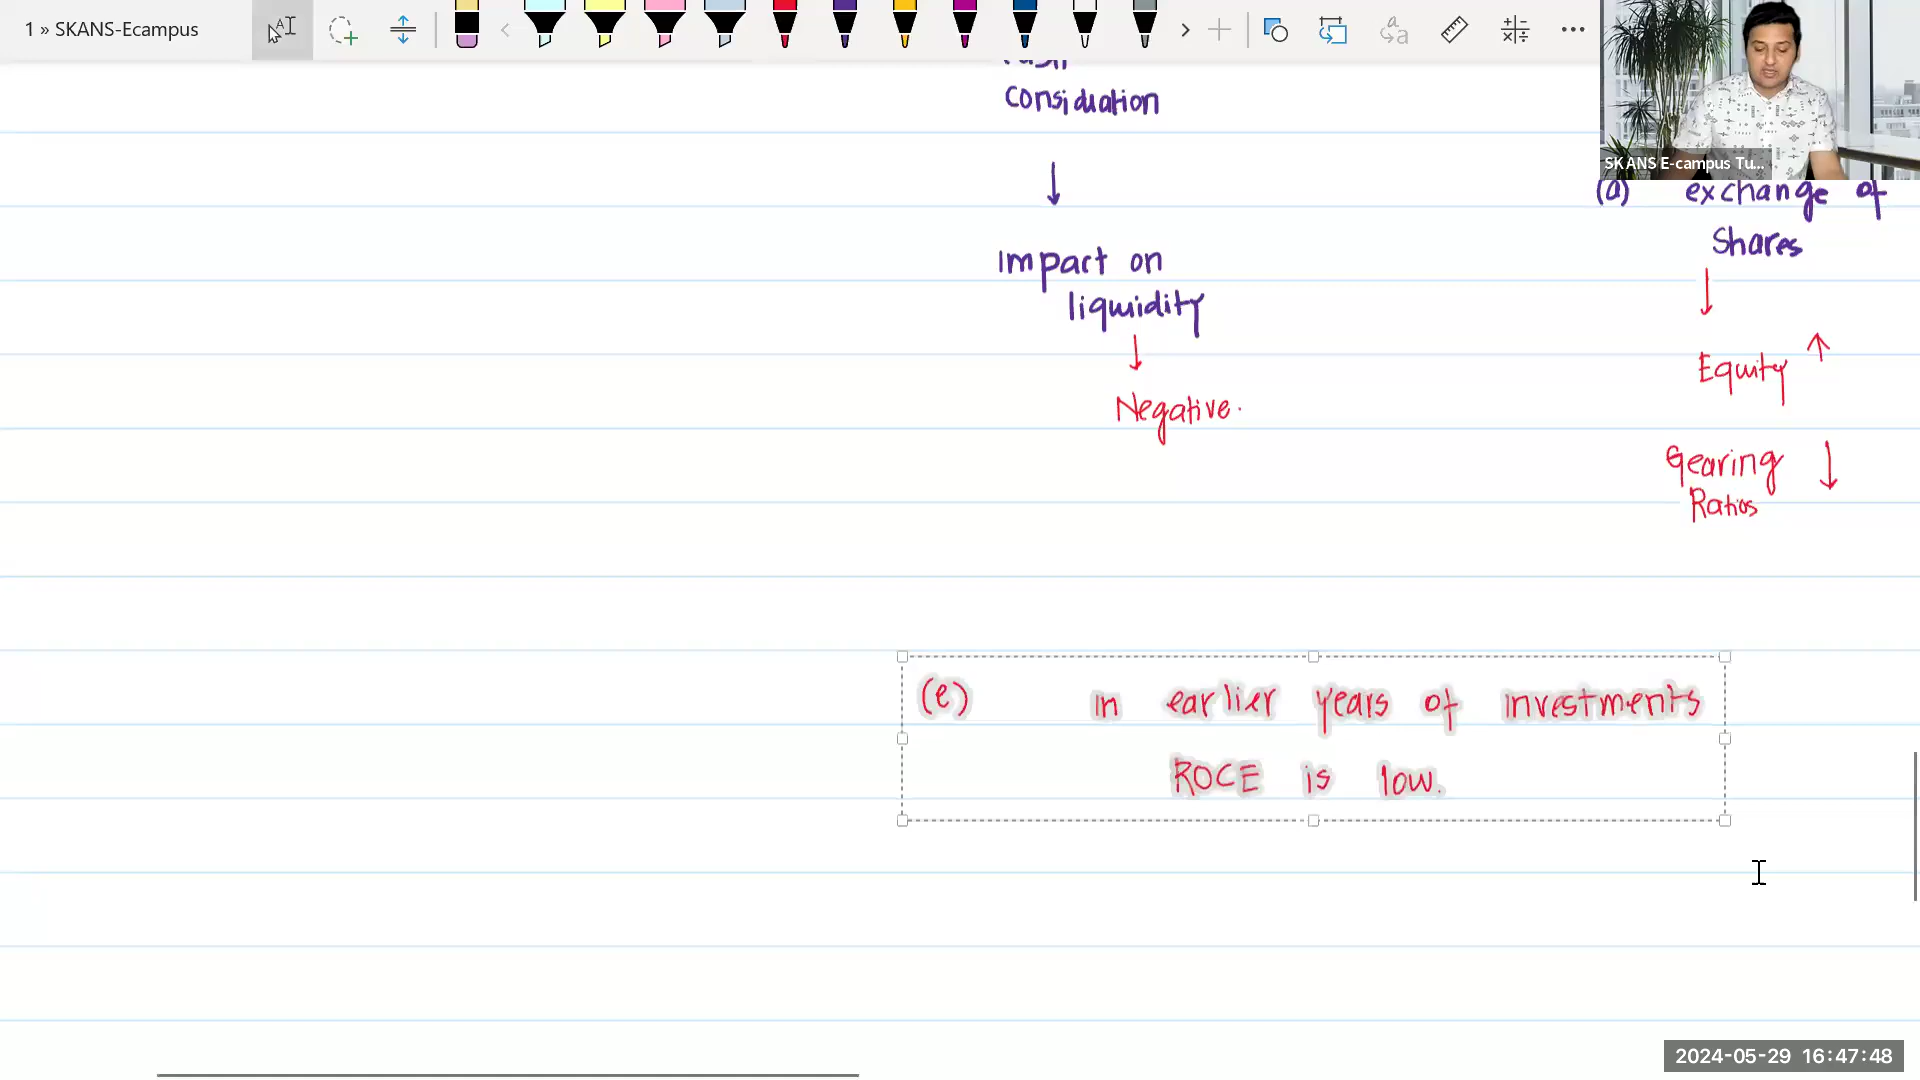 1 » SKANS-Ecampus
Considuation
Impact on
liquidity
Negative.
SKANS E-campus Tu...
(a) exchange of
Shares
Equity ↑
Gearing ↓
Ratios
(e) in earlier years of investments
ROCE is low.
2024-05-29 16:47:48